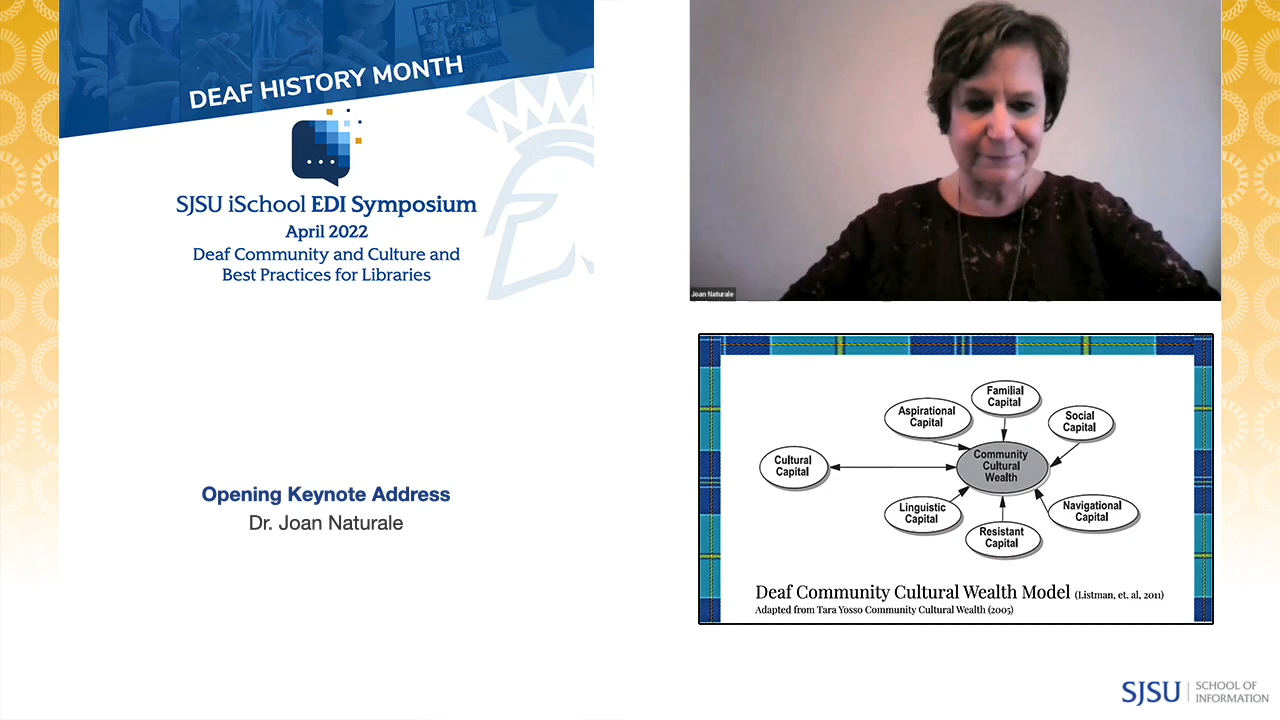 DEAF HISTORY MONTH
SJSU iSchool EDI Symposium
April 2022
Deaf Community and Culture and
Best Practices for Libraries
Opening Keynote Address
Dr. Joan Naturale
Joan Naturale
Familial
Capital
Aspirational
Capital
Social
Capital
Cultural
Capital
Community
Cultural
Wealth
Linguistic
Capital
Navigational
Capital
Resistant
Capital
Deaf Community Cultural Wealth Model (Listman, et. al, 2011)
Adapted from Tara Yosso Community Cultural Wealth (2005)
SJSU | SCHOOL OF
INFORMATION